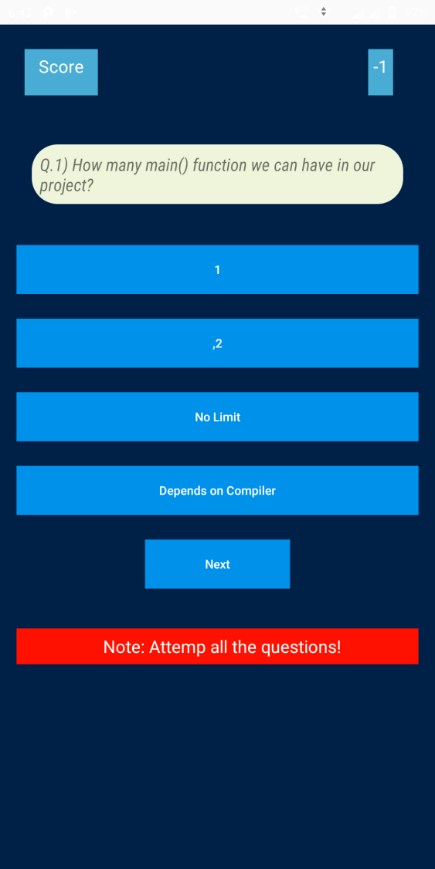 Score
-1
Q.1) How many main() function we can have in our
project?
1
,2
No Limit
Depends on Compiler
Next
Note: Attemp all the questions!